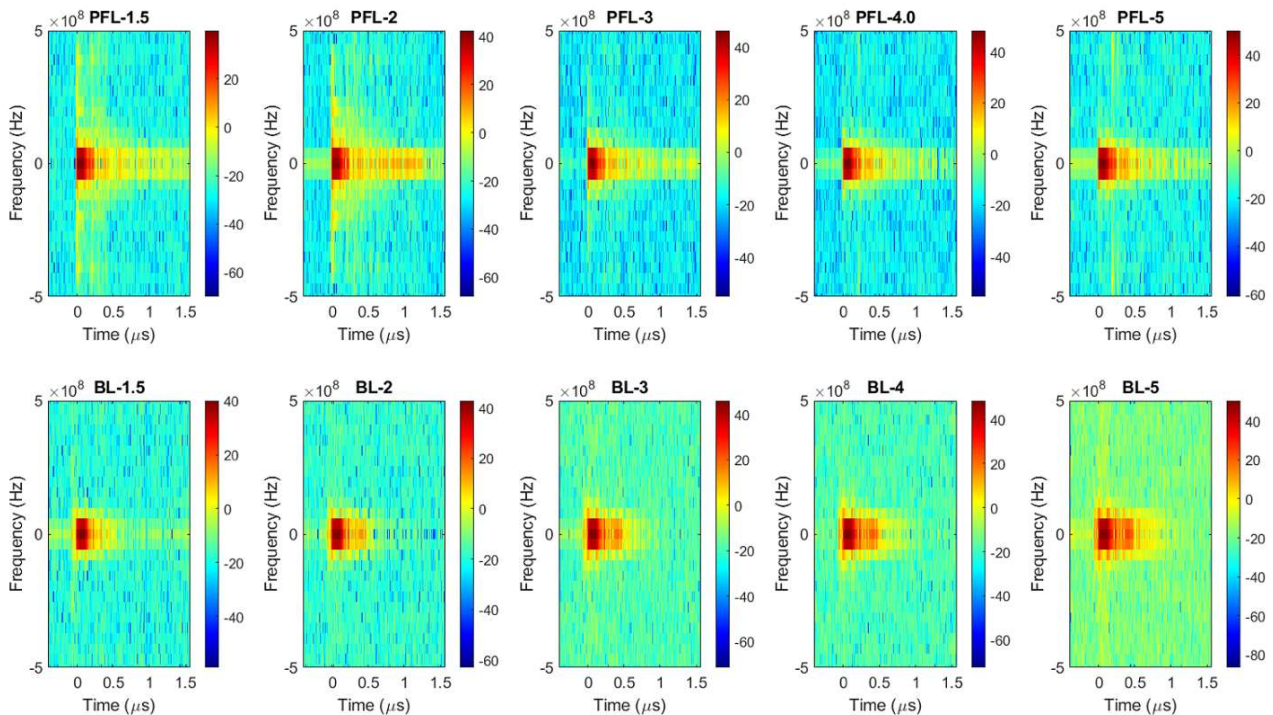 ×10⁸ PFL-1.5
5
0
-5
Frequency (Hz)
0 0.5 1 1.5
Time (μs)
20
0
-20
-40
-60
×10⁸ PFL-2
5
0
-5
Frequency (Hz)
0 0.5 1 1.5
Time (μs)
40
20
0
-20
-40
-60
×10⁸ PFL-3
5
0
-5
Frequency (Hz)
0 0.5 1 1.5
Time (μs)
40
20
0
-20
-40
×10⁸ PFL-4.0
5
0
-5
Frequency (Hz)
0 0.5 1 1.5
Time (μs)
40
20
0
-20
-40
×10⁸ PFL-5
5
0
-5
Frequency (Hz)
0 0.5 1 1.5
Time (μs)
40
20
0
-20
-40
-60
×10⁸ BL-1.5
5
0
-5
Frequency (Hz)
0 0.5 1 1.5
Time (μs)
40
20
0
-20
-40
×10⁸ BL-2
5
0
-5
Frequency (Hz)
0 0.5 1 1.5
Time (μs)
40
20
0
-20
-40
-60
×10⁸ BL-3
5
0
-5
Frequency (Hz)
0 0.5 1 1.5
Time (μs)
40
20
0
-20
-40
-60
×10⁸ BL-4
5
0
-5
Frequency (Hz)
0 0.5 1 1.5
Time (μs)
40
20
0
-20
-40
-60
×10⁸ BL-5
5
0
-5
Frequency (Hz)
0 0.5 1 1.5
Time (μs)
40
20
0
-20
-40
-60
-80